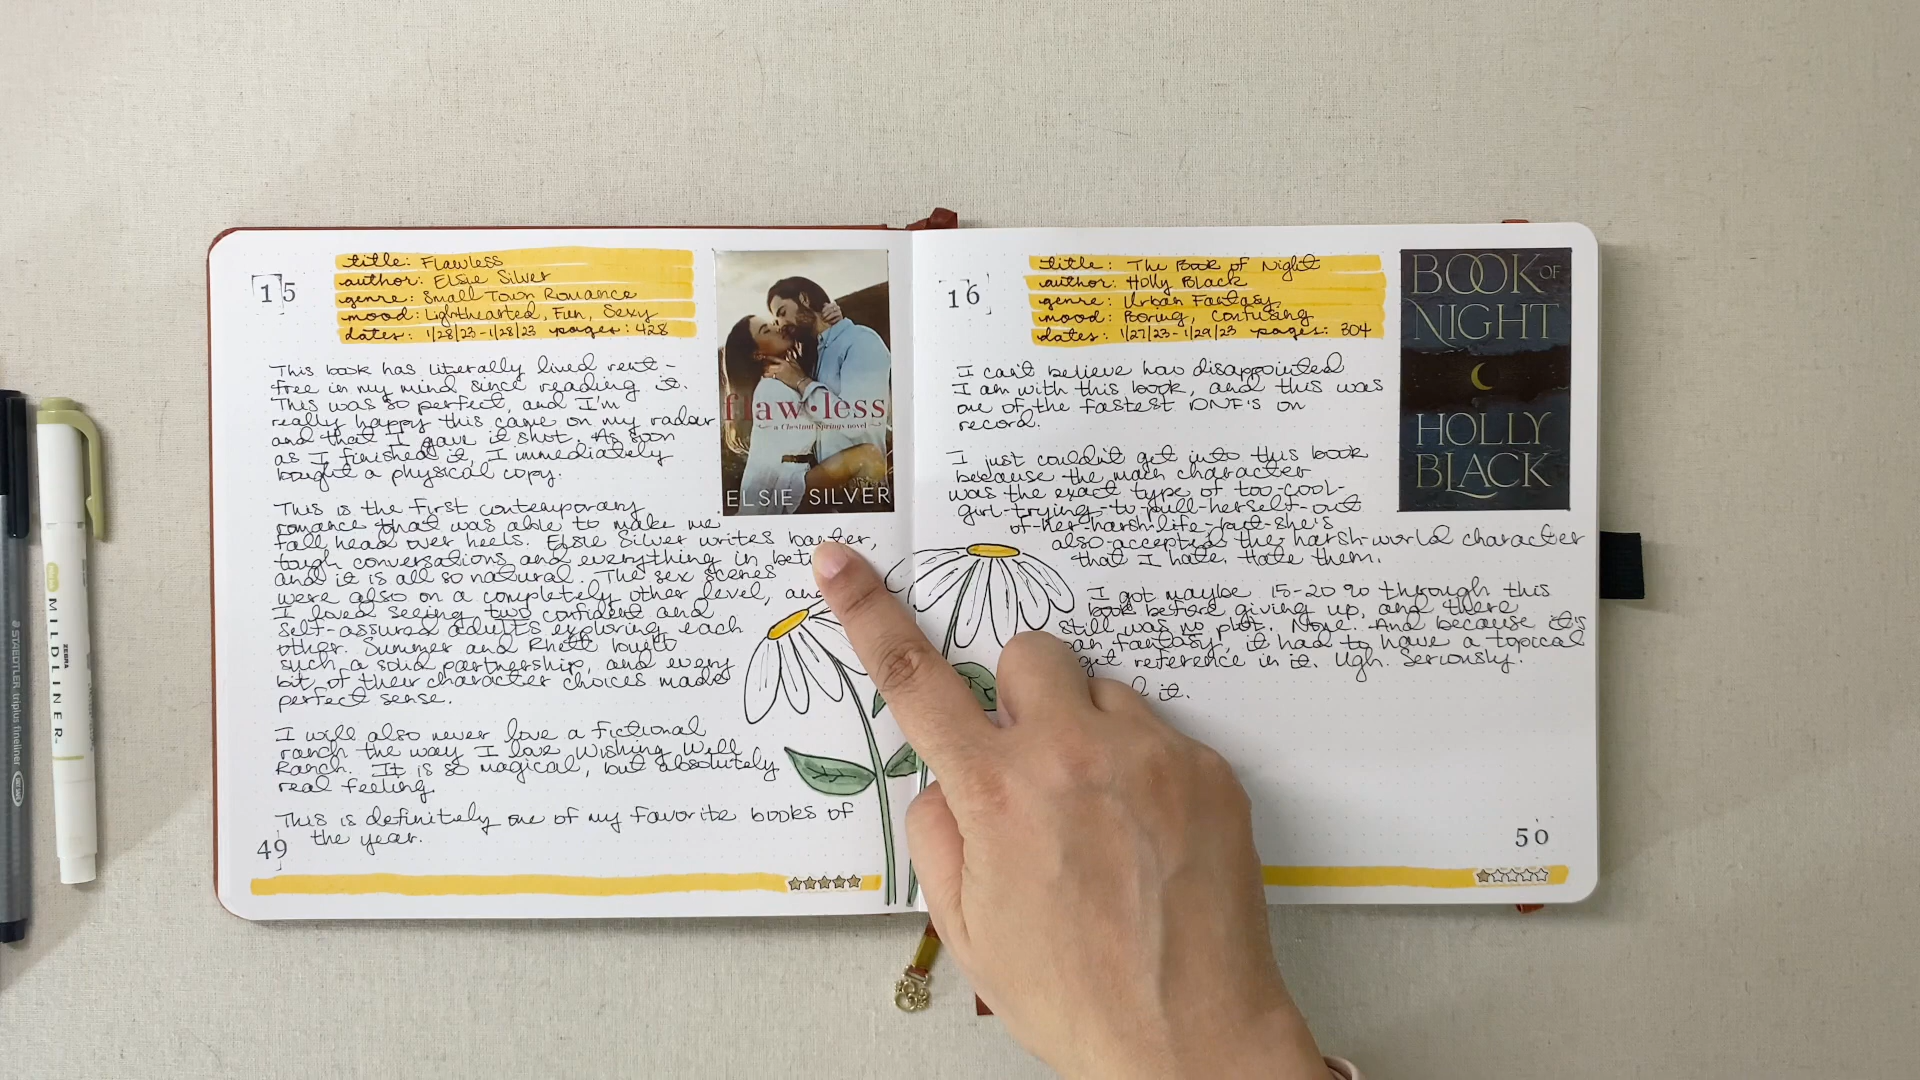 15
title: Flawless
author: Elsie Silver
genre: Small Town Romance
mood: Lighthearted, Fun, Sexy
dates: 1/28/23-1/28/23 pages: 428
This book has literally lived rent-
free in my mind since reading it.
This was so perfect, and I'm
really happy this came on my radar
and that I gave it shot. As soon
as I finished it, I immediately
bought a physical copy.
This is the first contemporary
romance that was able to make me
fall head over heels. Elsie Silver writes banter,
tough conversations and everything in
and it is all so natural. The sex scenes
were also on a completely other level, and
I loved seeing two confident and
self-assured adults exploring each
other. Summer and Rhett built
such a solid partnership, and every
bit of their character choices made
perfect sense.
I will also never love a fictional
ranch the way I love Wishing Well
Ranch. It is so magical, but absolutely
real feeling.
This is definitely one of my favorite books of
the year.
49
flaw•less
a Chestnut Springs novel
ELSIE SILVER
16
title: The Book of Night
author: Holly Black
genre: Urban Fantasy
mood: Boring, Confusing
dates: 1/27/23-1/29/23 pages: 304
I can't believe how disappointed
I am with this book, and this was
one of the fastest DNF's on
record.
I just couldn't get into this book
because the main character
was the exact type of too-cool-
girl-trying-to-pull-herself-out
of-her-harsh-life-but-she's
also-accepted the harsh-world character
that I hate. Hate them.
I got maybe 15-20% through this
book before giving up, and there
still was no plot. None. And because it's
fantasy, it had to have a topical
reference in it. Ugh. Seriously.
it.
50
BOOK OF
NIGHT
HOLLY
BLACK
STAEDTLER triplus fineliner
ZEBRA
MILDLINER™